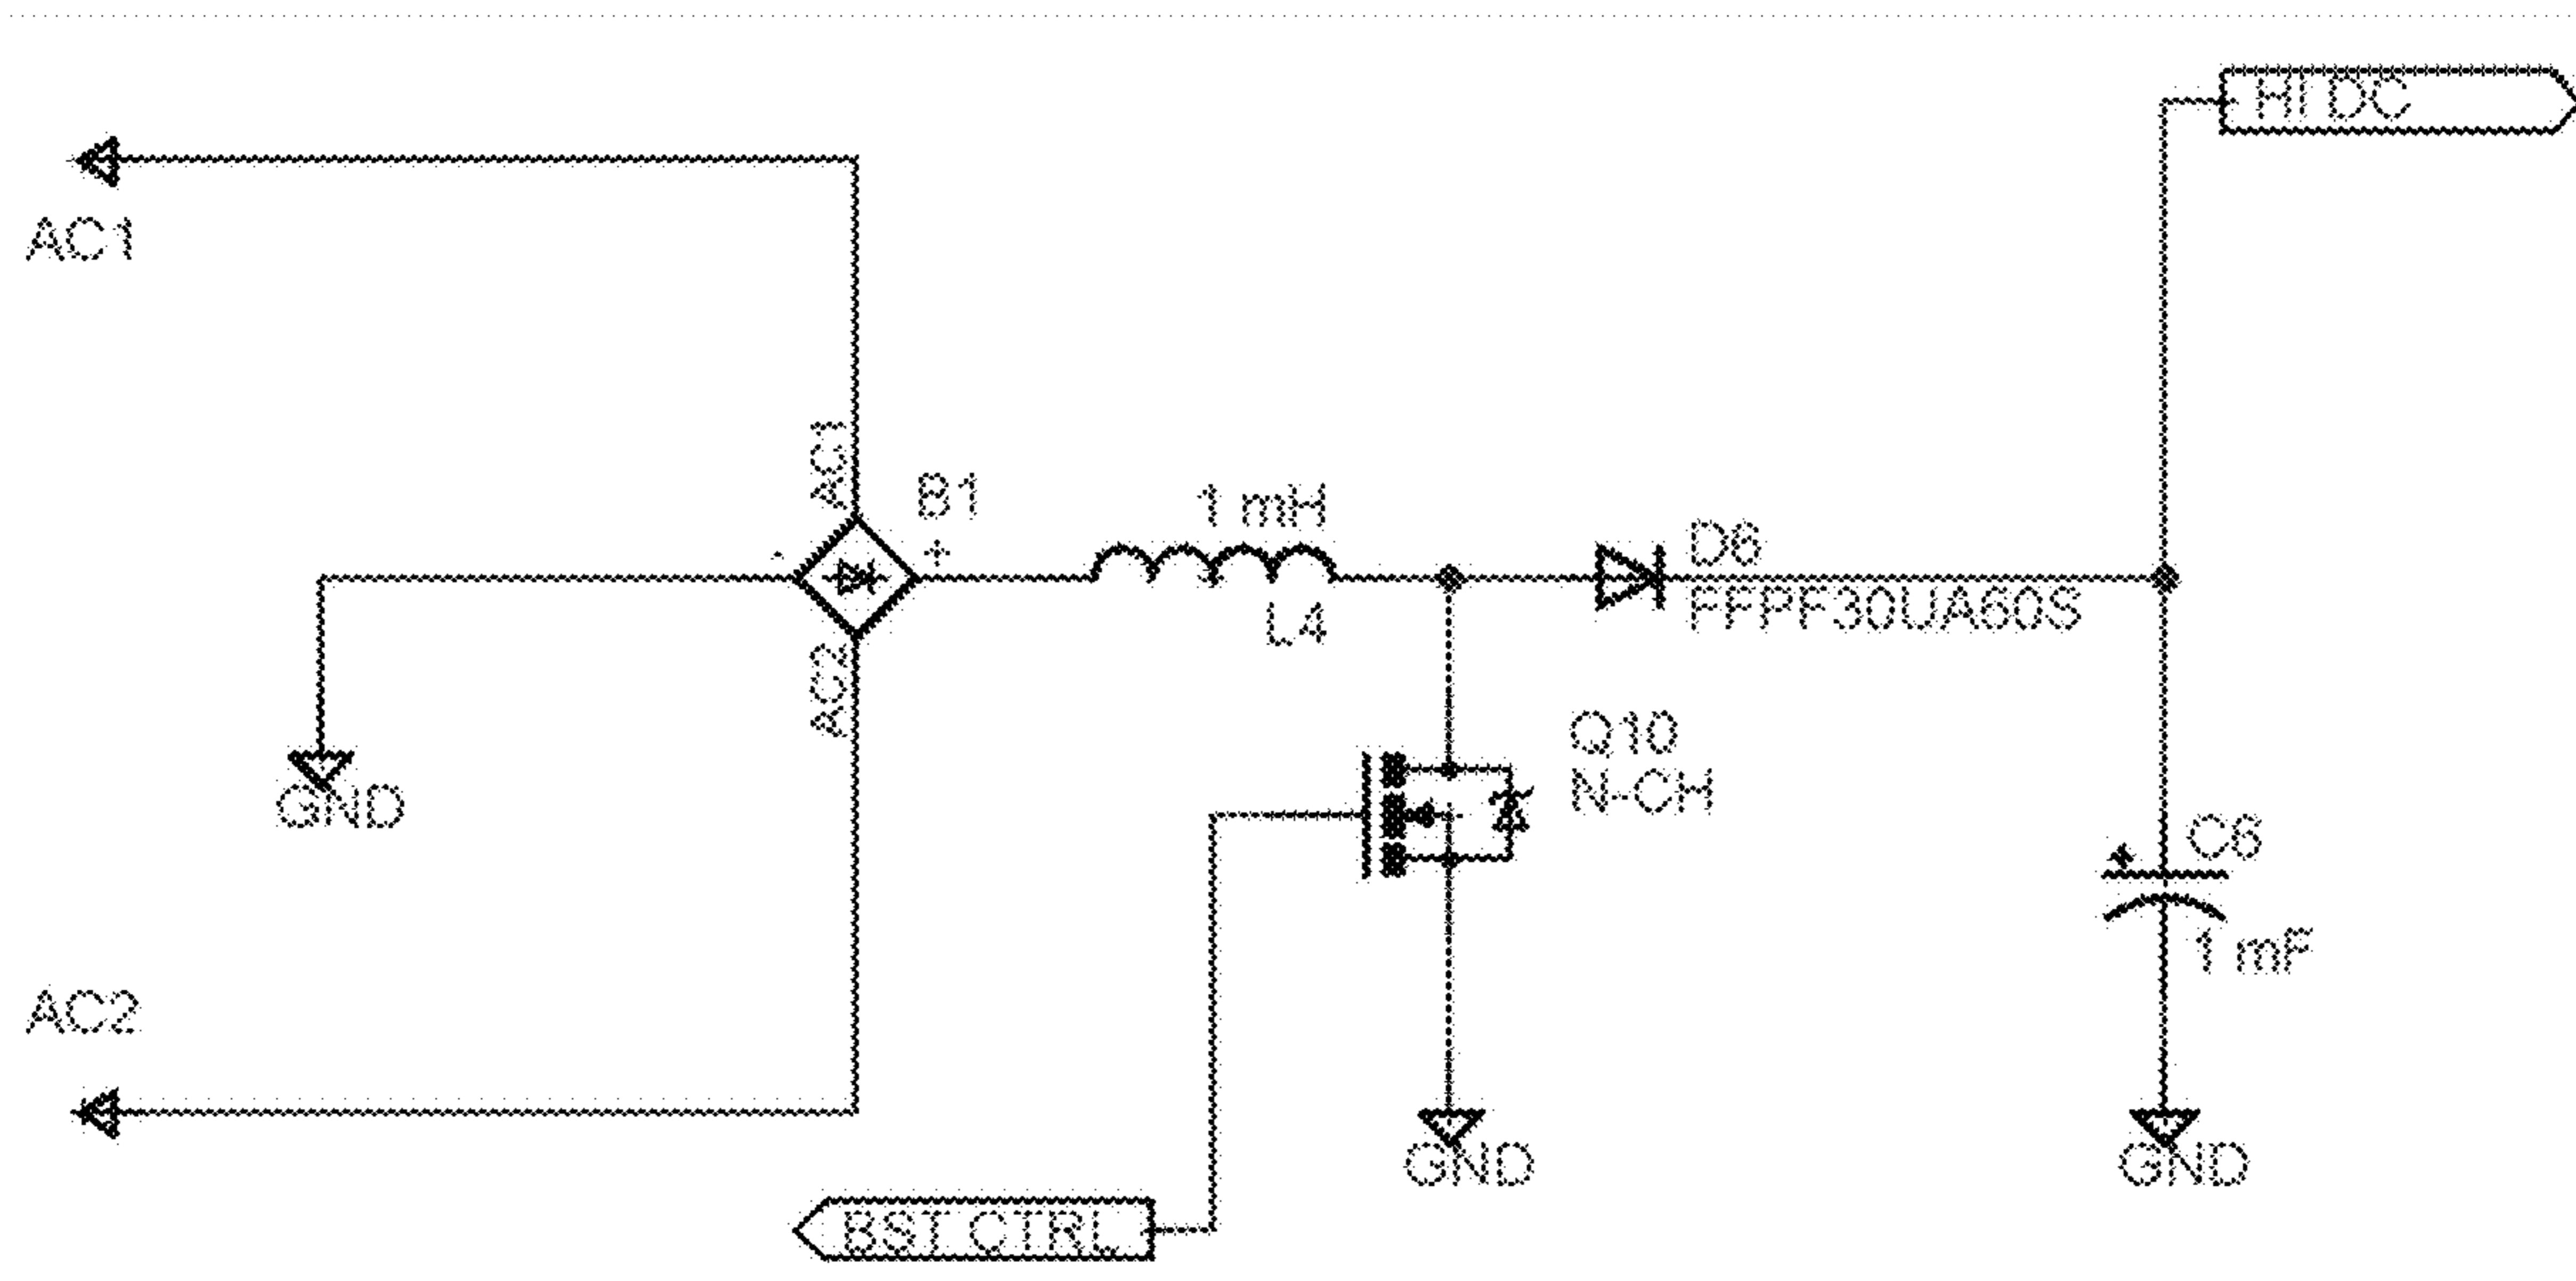 HI DC
AC1
AC1
B1
-
+
1 mH
L4
D6
FFPF30UA60S
AC2
GND
Q10
N-CH
C6
+
1 mF
AC2
GND
GND
BST CTRL